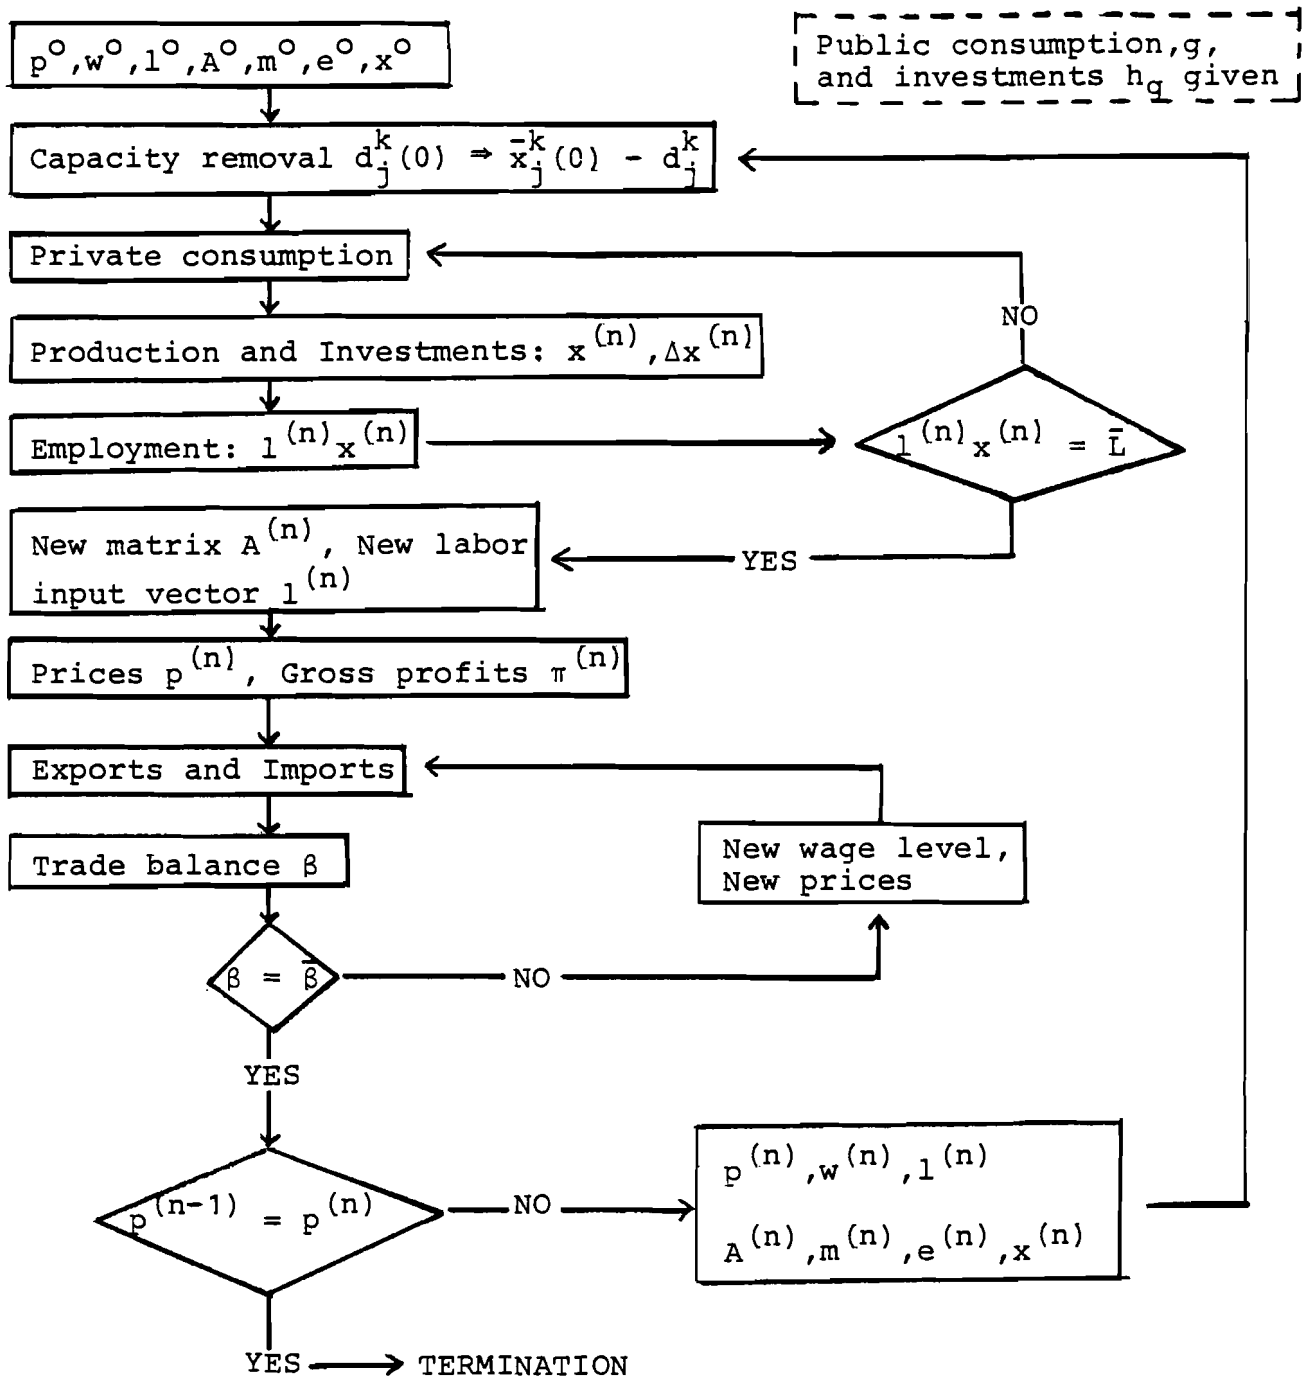 p°,w°,l°,A°,m°,e°,x°
Public consumption,g,
and investments h_g given
Capacity removal d_j^k(0) ⇒ x̄_j^k(0) - d_j^k
Private consumption
NO
Production and Investments: x^(n),Δx^(n)
Employment: l^(n)x^(n)
l^(n)x^(n) = L̄
New matrix A^(n), New labor
input vector l^(n)
YES
Prices p^(n), Gross profits π^(n)
Exports and Imports
Trade balance β
New wage level,
New prices
β = β̄
NO
YES
p^(n-1) = p^(n)
NO
p^(n),w^(n),l^(n)
A^(n),m^(n),e^(n),x^(n)
YES
TERMINATION